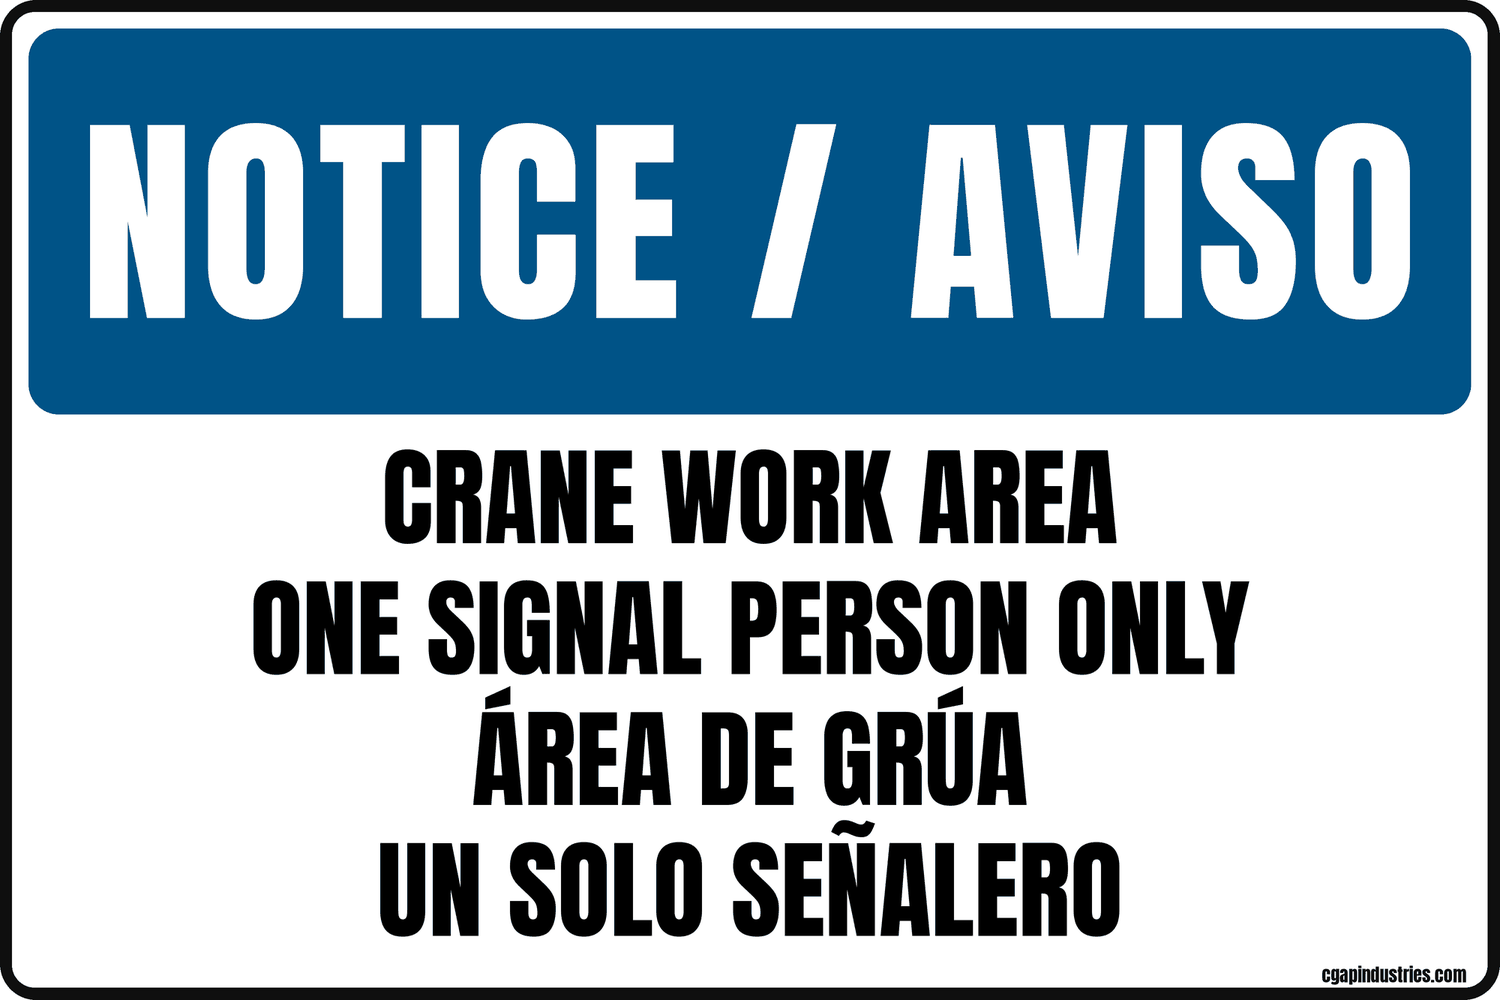 NOTICE / AVISO
CRANE WORK AREA
ONE SIGNAL PERSON ONLY
ÁREA DE GRÚA
UN SOLO SEÑALERO
cgapindustries.com